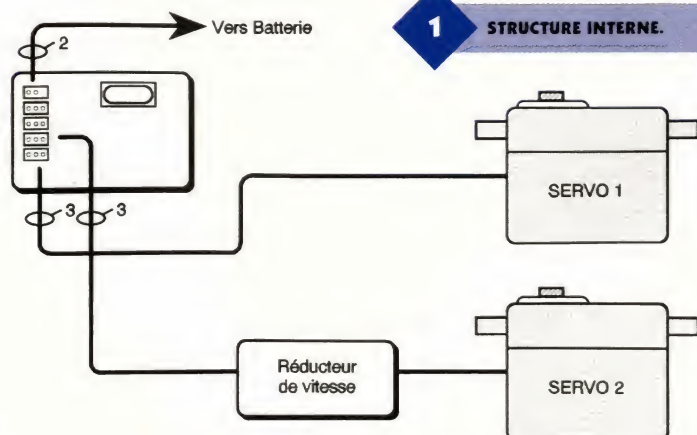 Vers Batterie
1
STRUCTURE INTERNE.
2
3
3
SERVO 1
Réducteur
de vitesse
SERVO 2